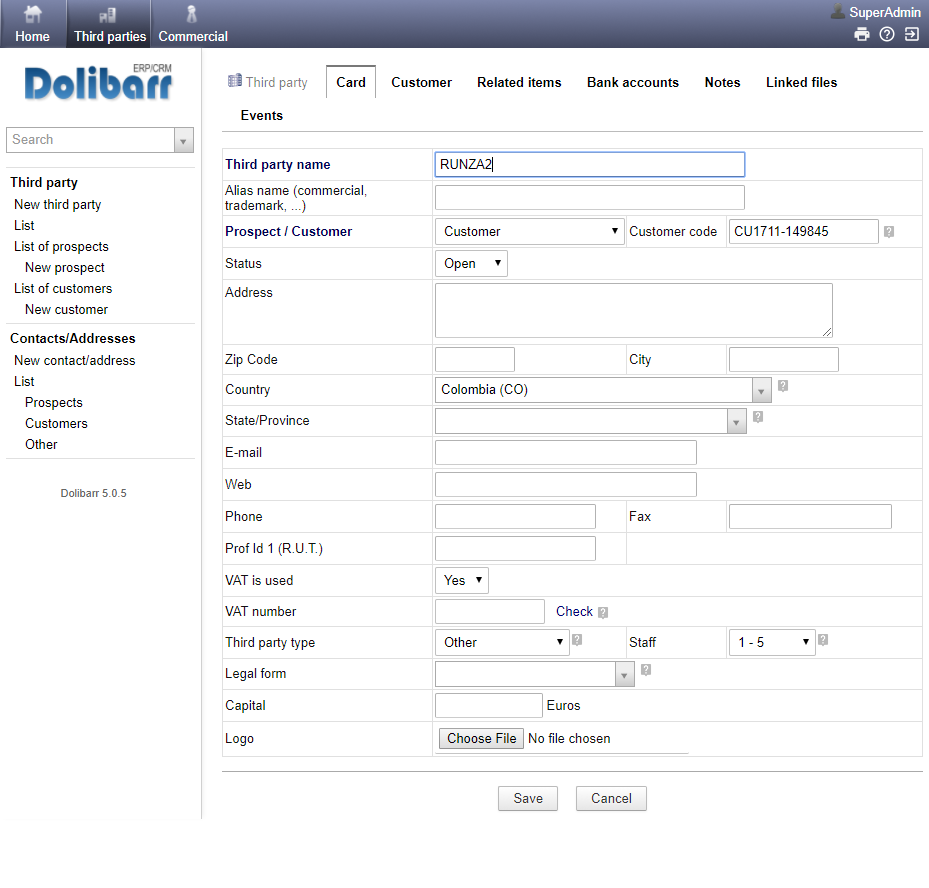 SuperAdmin
Home Third parties Commercial
Dolibarr ERP/CRM
Third party Card Customer Related items Bank accounts Notes Linked files
Events
Search
Third party
New third party
List
List of prospects
New prospect
List of customers
New customer
Contacts/Addresses
New contact/address
List
Prospects
Customers
Other
Dolibarr 5.0.5
Third party name RUNZA2
Alias name (commercial,
trademark, ...)
Prospect / Customer Customer Customer code CU1711-149845 ?
Status Open
Address
Zip Code City
Country Colombia (CO) ?
State/Province ?
E-mail
Web
Phone Fax
Prof Id 1 (R.U.T.)
VAT is used Yes
VAT number Check ?
Third party type Other ? Staff 1 - 5 ?
Legal form ?
Capital Euros
Logo Choose File No file chosen
Save Cancel